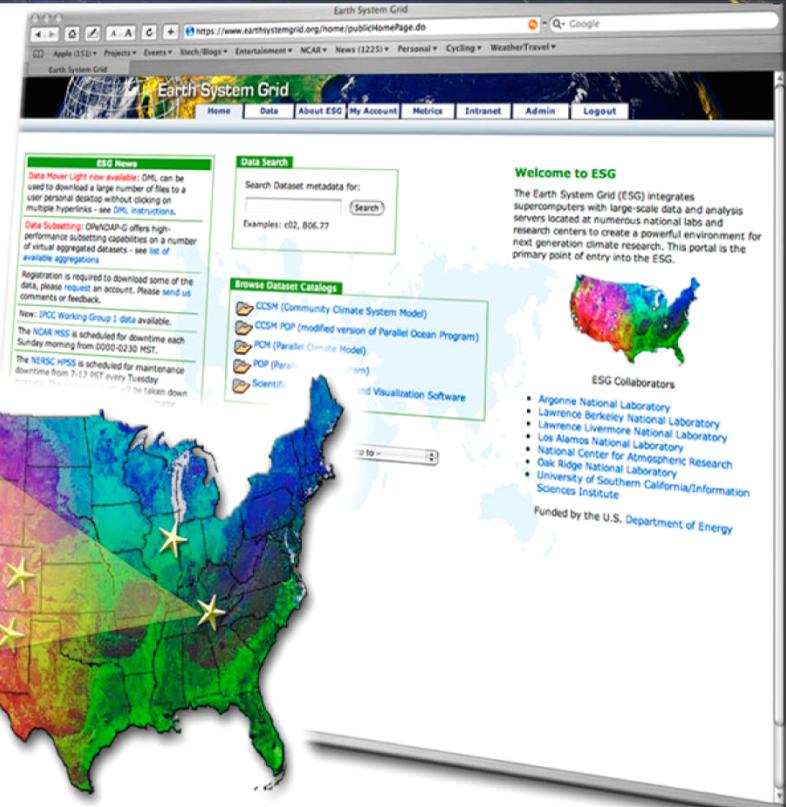 Earth System Grid
https://www.earthsystemgrid.org/home/publicHomePage.do
Google
Apple (151) Projects Events Xtech/Blogs Entertainment NCAR News (1225) Personal Cycling WeatherTravel
Earth System Grid
Earth System Grid
Home Data About ESG My Account Metrics Intranet Admin Logout
ESG News
Data Mover Light now available: DML can be
used to download a large number of files to a
user personal desktop without clicking on
multiple hyperlinks - see DML instructions.
Data Subsetting: OPeNDAP-G offers high-
performance subsetting capabilities on a number
of virtual aggregated datasets - see list of
available aggregations
Registration is required to download some of the
data, please request an account. Please send us
comments or feedback.
New: IPCC Working Group 1 data available.
The NCAR MSS is scheduled for downtime each
Sunday morning from 0000-0230 MST.
The NERSC HPSS is scheduled for maintenance
downtime from 7-12 PST every Tuesday
will be taken down
Data Search
Search Dataset metadata for:
Search
Examples: c02, B06.77
Browse Dataset Catalogs
CCSM (Community Climate System Model)
CCSM POP (modified version of Parallel Ocean Program)
PCM (Parallel Climate Model)
POP (Paral
Scientif and Visualization Software
to -
Welcome to ESG
The Earth System Grid (ESG) integrates
supercomputers with large-scale data and analysis
servers located at numerous national labs and
research centers to create a powerful environment for
next generation climate research. This portal is the
primary point of entry into the ESG.
ESG Collaborators
Argonne National Laboratory
Lawrence Berkeley National Laboratory
Lawrence Livermore National Laboratory
Los Alamos National Laboratory
National Center for Atmospheric Research
Oak Ridge National Laboratory
University of Southern California/Information
Sciences Institute
Funded by the U.S. Department of Energy